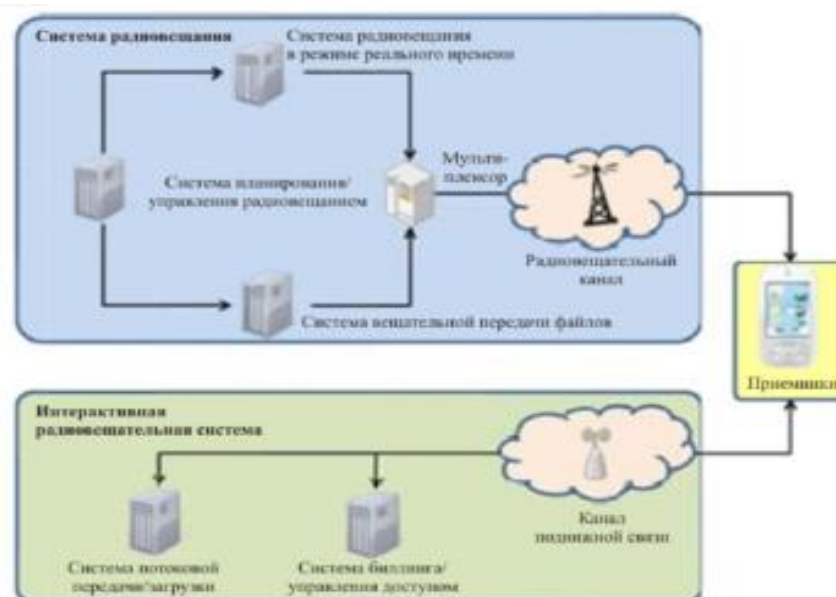 Система радиовещания
Система радиовещания
в режиме реального времени
Система планирования/
управления радиовещанием
Мульти-
плексор
Радиовещательный
канал
Система вещательной передачи файлов
Приемники
Интерактивная
радиовещательная система
Канал
подвижной связи
Система потоковой
передачи/загрузки
Система биллинга/
управления доступом